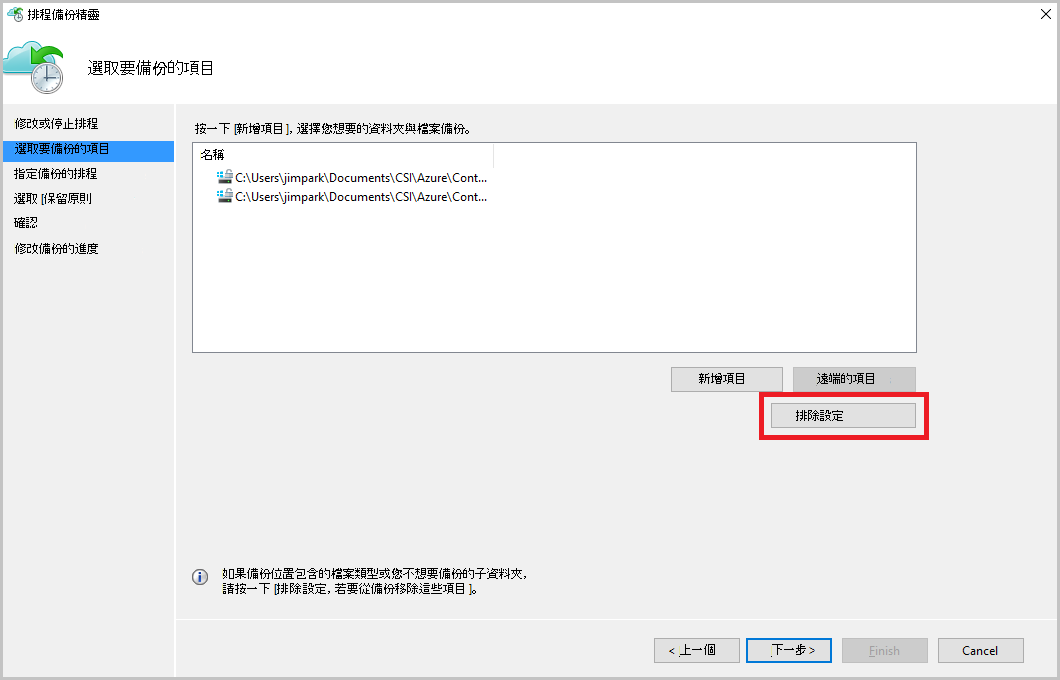 排程備份精靈
選取要備份的項目
修改或停止排程
選取要備份的項目
指定備份的排程
選取 [保留原則
確認
修改備份的進度
按一下 [新增項目], 選擇您想要的資料夾與檔案備份。
名稱
C:\Users\jimpark\Documents\CSI\Azure\Cont...
C:\Users\jimpark\Documents\CSI\Azure\Cont...
新增項目
遠端的項目
排除設定
如果備份位置包含的檔案類型或您不想要備份的子資料夾,
請按一下 [排除設定, 若要從備份移除這些項目 ]。
< 上一個
下一步 >
Finish
Cancel